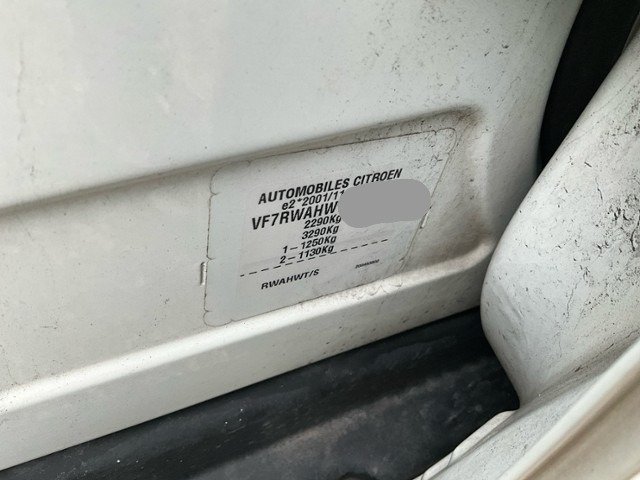 AUTOMOBILES CITROEN
e2*2001/11
VF7RWAHW
2290Kg
3290Kg
1-1250Kg
2-1130Kg
RWAHWT/S